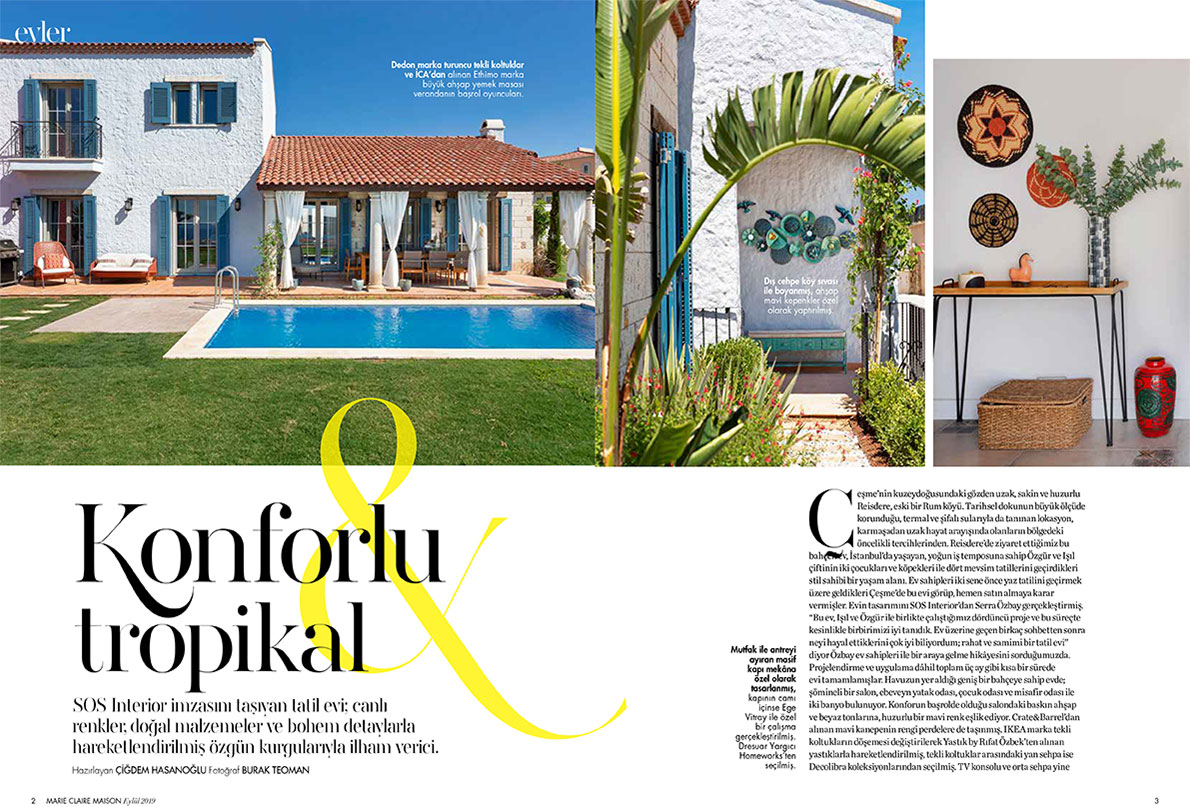 evler
Dedon marka turuncu tekli koltuklar
ve ICA'dan alınan Ethimo marka
büyük ahşap yemek masası
verandanın başrol oyuncuları.
Dış cehpe köy sıvası
ile boyanmış, ahşap
mavi kepenkler özel
olarak yaptırılmış.
&
Konforlu
tropikal
SOS Interior imzasını taşıyan tatil evi; canlı
renkler, doğal malzemeler ve bohem detaylarla
hareketlendirilmiş özgün kurgularıyla ilham verici.
Hazırlayan ÇİĞDEM HASANOĞLU Fotoğraf BURAK TEOMAN
Mutfak ile antreyi
ayıran masif
kapı mekâna
özel olarak
tasarlanmış,
kapının camı
içinse Ege
Vitray ile özel
bir çalışma
gerçekleştirilmiş.
Dresuar Yargıcı
Homeworks'ten
seçilmiş.
Çeşme'nin kuzeydoğusundaki gözden uzak, sakin ve huzurlu
Reisdere, eski bir Rum köyü. Tarihsel dokunun büyük ölçüde
korunduğu, termal ve şifalı sularıyla da tanınan lokasyon,
karmaşadan uzak hayat arayışında olanların bölgedeki
öncelikli tercihlerinden. Reisdere'de ziyaret ettiğimiz bu
bahçeli ev, İstanbul'da yaşayan, yoğun iş temposuna sahip Özgür ve Işıl
çiftinin iki çocukları ve köpekleri ile dört mevsim tatillerini geçirdikleri
stil sahibi bir yaşam alanı. Ev sahipleri iki sene önce yaz tatilini geçirmek
üzere geldikleri Çeşme'de bu evi görüp, hemen satın almaya karar
vermişler. Evin tasarımını SOS Interior'dan Serra Özbay gerçekleştirmiş.
"Bu ev, Işıl ve Özgür ile birlikte çalıştığımız dördüncü proje ve bu süreçte
kesinlikle birbirimizi iyi tanıdık. Ev üzerine geçen birkaç sohbetten sonra
neyi hayal ettiklerini çok iyi biliyordum; rahat ve samimi bir tatil evi"
diyor Özbay ev sahipleri ile bir araya gelme hikâyesini sorduğumuzda.
Projelendirme ve uygulama dâhil toplam üç ay gibi kısa bir sürede
evi tamamlamışlar. Havuzun yer aldığı geniş bir bahçeye sahip evde;
şömineli bir salon, ebeveyn yatak odası, çocuk odası ve misafir odası ile
iki banyo bulunuyor. Konforun başrolde olduğu salondaki baskın ahşap
ve beyaz tonlarına, huzurlu bir mavi renk eşlik ediyor. Crate&Barrel'dan
alınan mavi kanepenin rengi perdelere de taşınmış. IKEA marka tekli
koltukların döşemesi değiştirilerek Yastık by Rıfat Özbek'ten alınan
yastıklarla hareketlendirilmiş, tekli koltuklar arasındaki yan sehpa ise
Decolibra koleksiyonlarından seçilmiş. TV konsolu ve orta sehpa yine
2 MARIE CLAIRE MAISON Eylül 2019
3